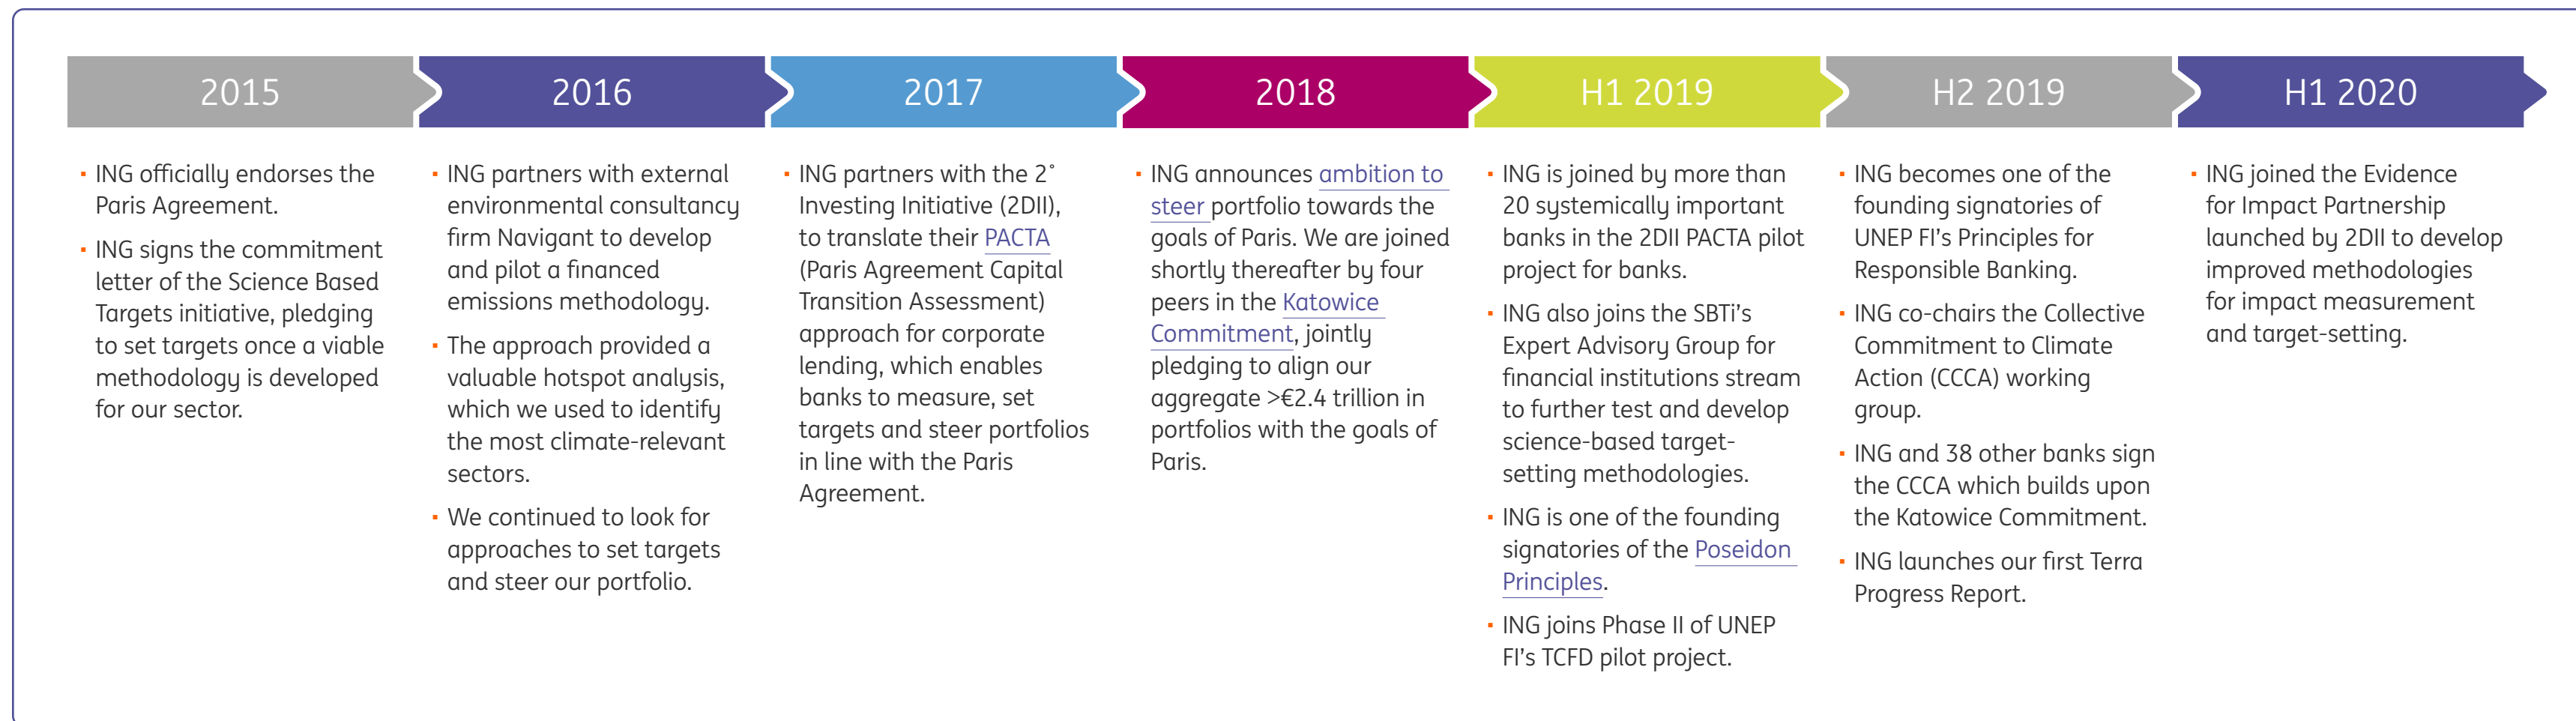 2015
2016
2017
2018
H1 2019
H2 2019
H1 2020
▪ ING officially endorses the
Paris Agreement.
▪ ING signs the commitment
letter of the Science Based
Targets initiative, pledging
to set targets once a viable
methodology is developed
for our sector.
▪ ING partners with external
environmental consultancy
firm Navigant to develop
and pilot a financed
emissions methodology.
▪ The approach provided a
valuable hotspot analysis,
which we used to identify
the most climate-relevant
sectors.
▪ We continued to look for
approaches to set targets
and steer our portfolio.
▪ ING partners with the 2˚
Investing Initiative (2DII),
to translate their PACTA
(Paris Agreement Capital
Transition Assessment)
approach for corporate
lending, which enables
banks to measure, set
targets and steer portfolios
in line with the Paris
Agreement.
▪ ING announces ambition to
steer portfolio towards the
goals of Paris. We are joined
shortly thereafter by four
peers in the Katowice
Commitment, jointly
pledging to align our
aggregate >€2.4 trillion in
portfolios with the goals of
Paris.
▪ ING is joined by more than
20 systemically important
banks in the 2DII PACTA pilot
project for banks.
▪ ING also joins the SBTi’s
Expert Advisory Group for
financial institutions stream
to further test and develop
science-based target-
setting methodologies.
▪ ING is one of the founding
signatories of the Poseidon
Principles.
▪ ING joins Phase II of UNEP
FI’s TCFD pilot project.
▪ ING becomes one of the
founding signatories of
UNEP FI’s Principles for
Responsible Banking.
▪ ING co-chairs the Collective
Commitment to Climate
Action (CCCA) working
group.
▪ ING and 38 other banks sign
the CCCA which builds upon
the Katowice Commitment.
▪ ING launches our first Terra
Progress Report.
▪ ING joined the Evidence
for Impact Partnership
launched by 2DII to develop
improved methodologies
for impact measurement
and target-setting.